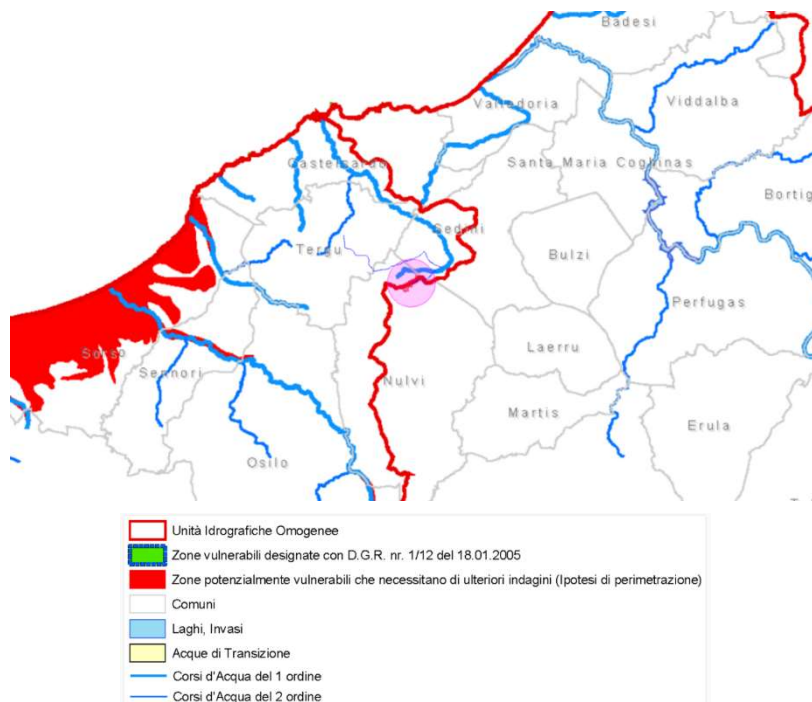 Badesi
Valledoria
Viddalba
Castelsardo
Santa Maria Coghinas
Bortig
Sedini
Tergu
Bulzi
Perfugas
Sorso
Laerru
Sennori
Nulvi
Martis
Erula
Osilo
Unità Idrografiche Omogenee
Zone vulnerabili designate con D.G.R. nr. 1/12 del 18.01.2005
Zone potenzialmente vulnerabili che necessitano di ulteriori indagini (Ipotesi di perimetrazione)
Comuni
Laghi, Invasi
Acque di Transizione
Corsi d'Acqua del 1 ordine
Corsi d'Acqua del 2 ordine